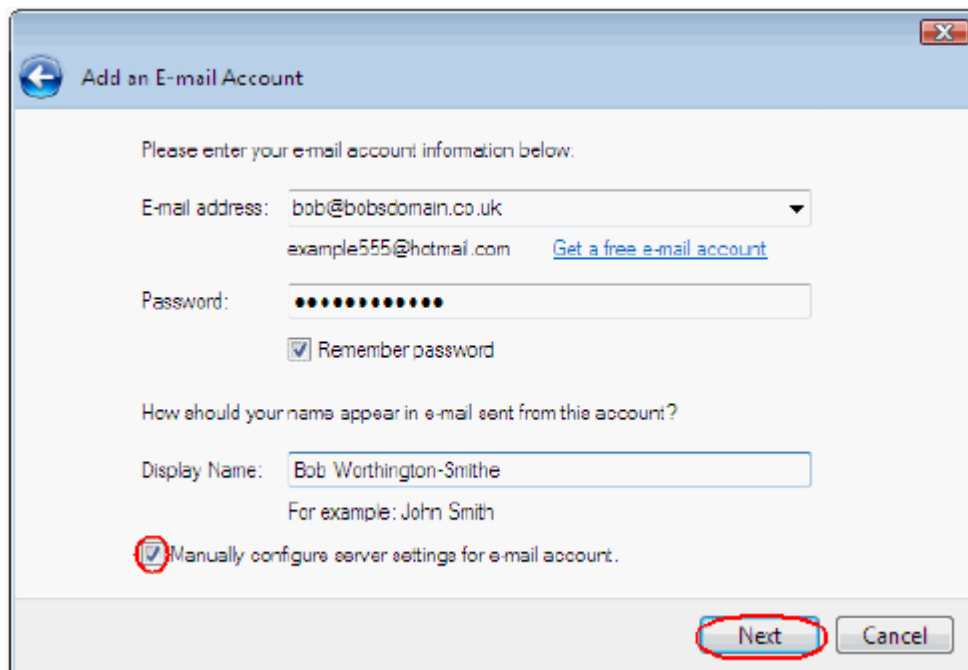 Add an E-mail Account
Please enter your e-mail account information below:
E-mail address: bob@bobsdomain.co.uk
example555@hotmail.com Get a free e-mail account
Password: ●●●●●●●●●●●●
Remember password
How should your name appear in e-mail sent from this account?
Display Name: Bob Worthington-Smithe
For example: John Smith
Manually configure server settings for e-mail account.
Next Cancel